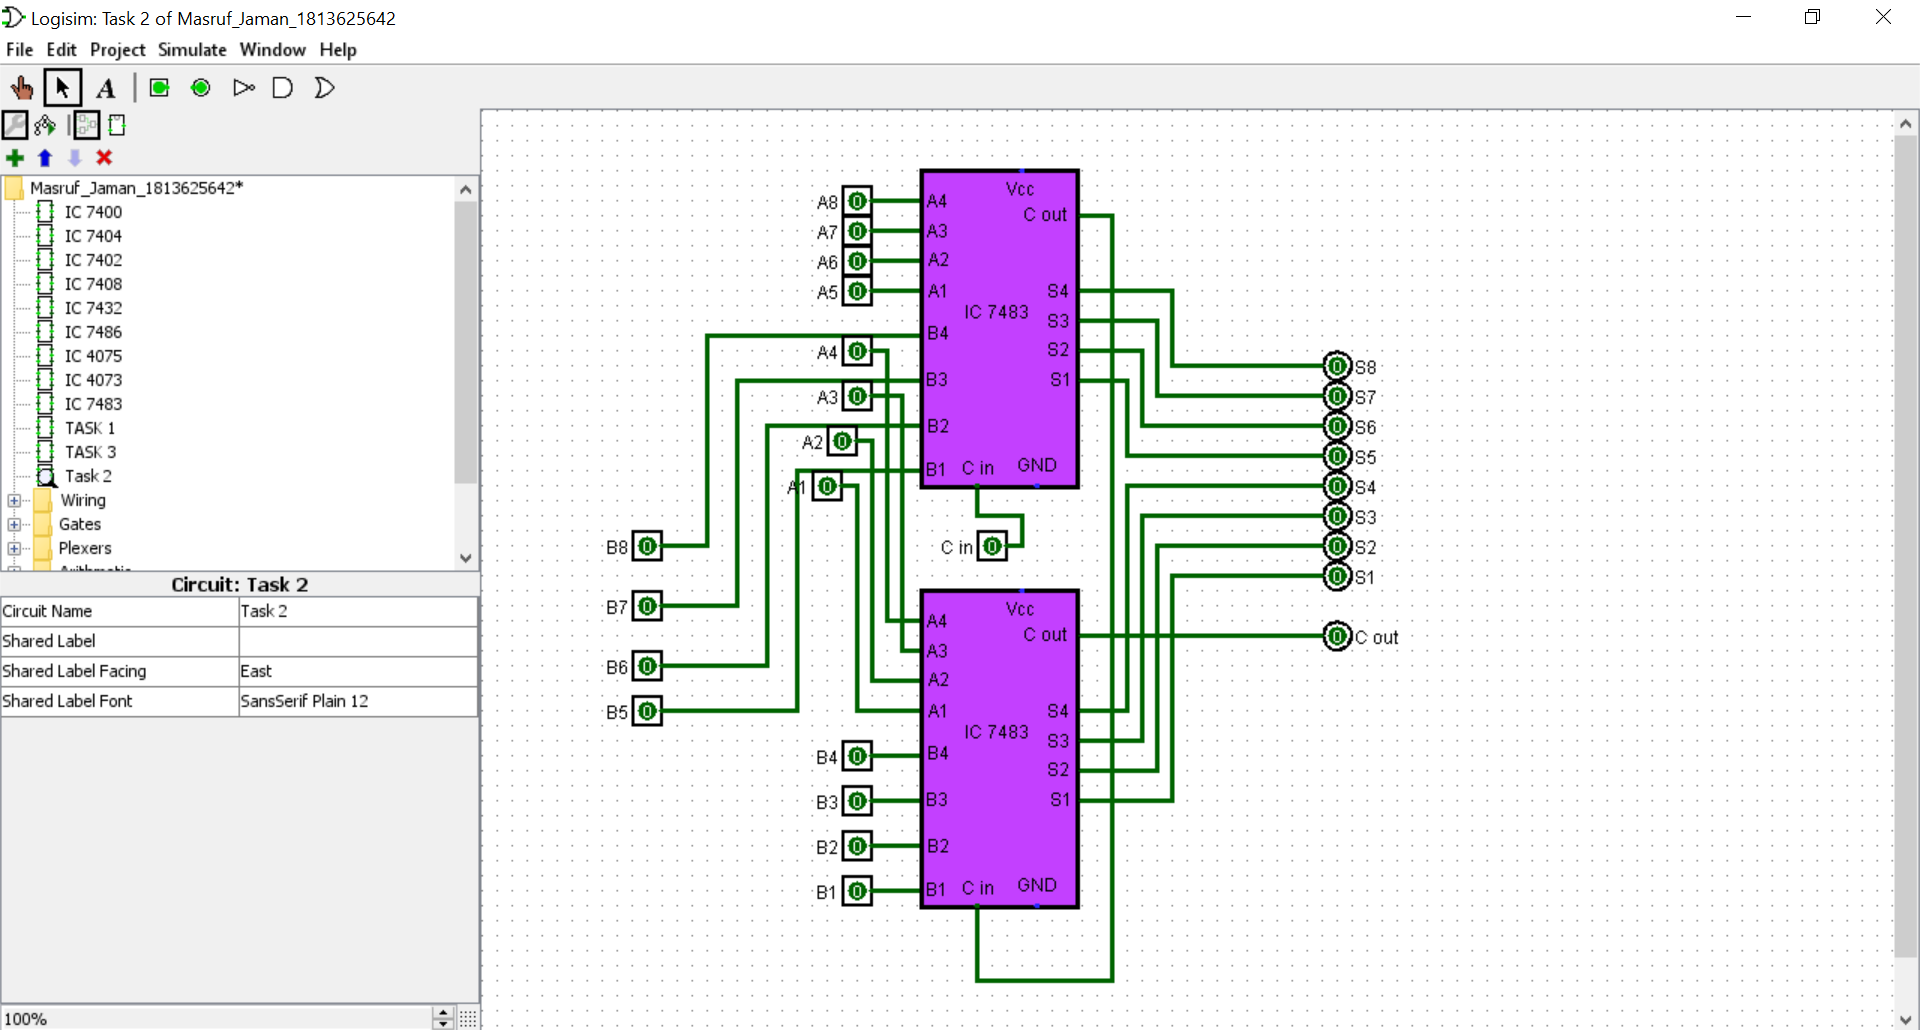 Logisim: Task 2 of Masruf_Jaman_1813625642
File Edit Project Simulate Window Help
A
Masruf_Jaman_1813625642*
IC 7400
IC 7404
IC 7402
IC 7408
IC 7432
IC 7486
IC 4075
IC 4073
IC 7483
TASK 1
TASK 3
Task 2
Wiring
Gates
Plexers
Arithmetic
Circuit: Task 2
Circuit Name Task 2
Shared Label
Shared Label Facing East
Shared Label Font SansSerif Plain 12
100%
A8 0
A7 0
A6 0
A5 0
A4 0
A3 0
A2 0
A1 0
B8 0
B7 0
B6 0
B5 0
Vcc
C out
A4
A3
A2
A1
B4
B3
B2
B1
IC 7483
S4
S3
S2
S1
C in GND
C in 0
B4 0
B3 0
B2 0
B1 0
Vcc
C out
A4
A3
A2
A1
B4
B3
B2
B1
IC 7483
S4
S3
S2
S1
C in GND
0 S8
0 S7
0 S6
0 S5
0 S4
0 S3
0 S2
0 S1
0 C out